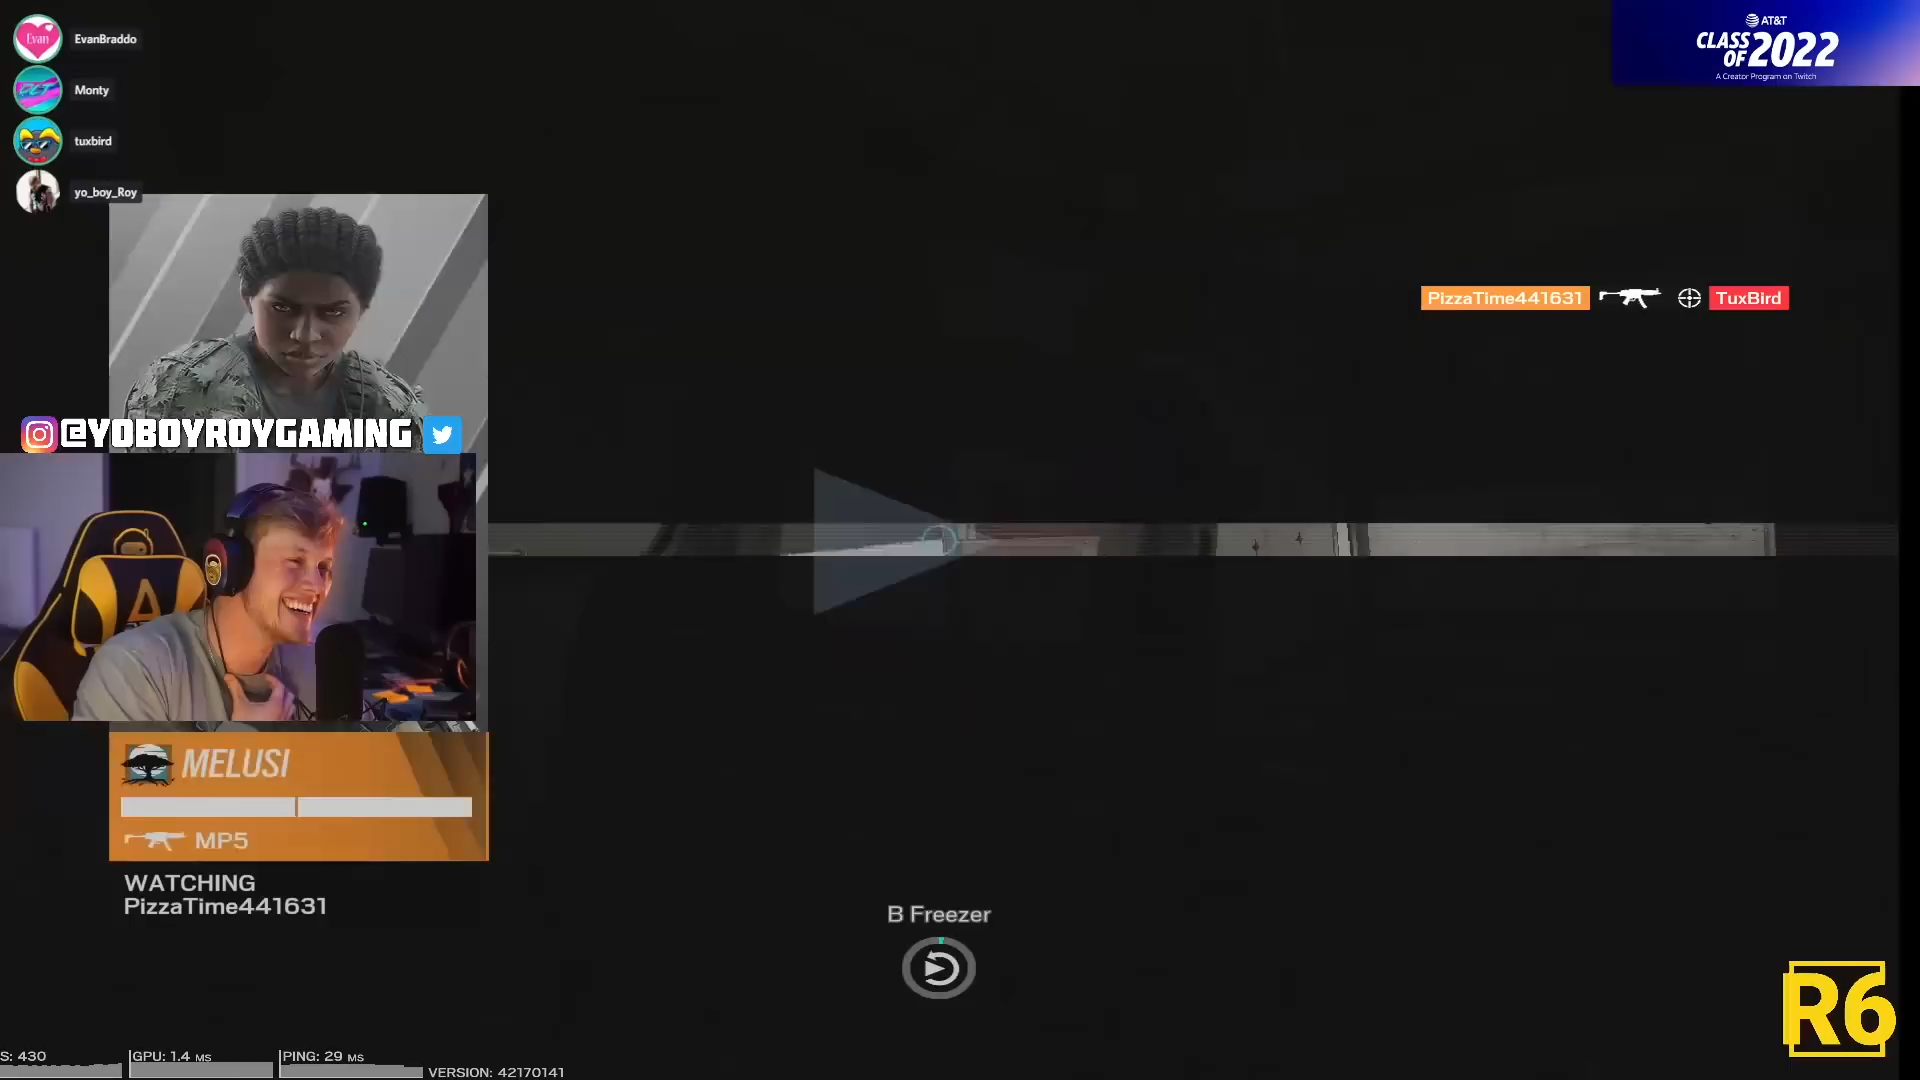 EvanBraddo
Monty
tuxbird
yo_boy_Roy
AT&T
CLASS
OF 2022
A Creator Program on Twitch
PizzaTime441631 TuxBird
@YOBOYROYGAMING
MELUSI
MP5
WATCHING
PizzaTime441631
B Freezer
R6
S: 430
GPU: 1.4 MS
PING: 29 MS
VERSION: 42170141